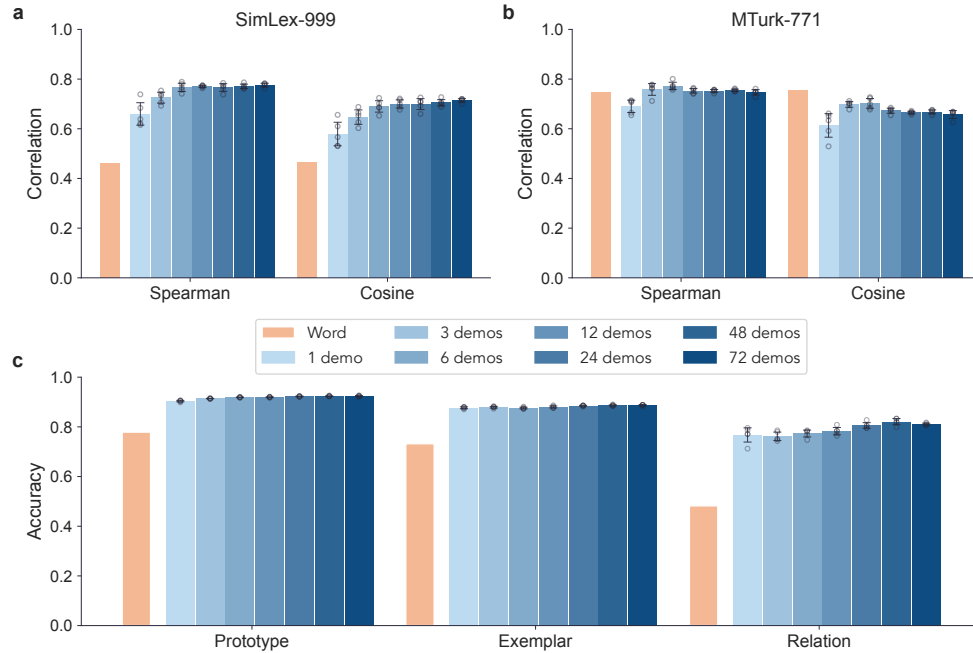 a
SimLex-999
b
MTurk-771
1.0
0.8
0.6
0.4
0.2
0.0
Correlation
Spearman
Cosine
1.0
0.8
0.6
0.4
0.2
0.0
Correlation
Spearman
Cosine
Word
3 demos
12 demos
48 demos
1 demo
6 demos
24 demos
72 demos
c
1.0
0.8
0.6
0.4
0.2
0.0
Accuracy
Prototype
Exemplar
Relation